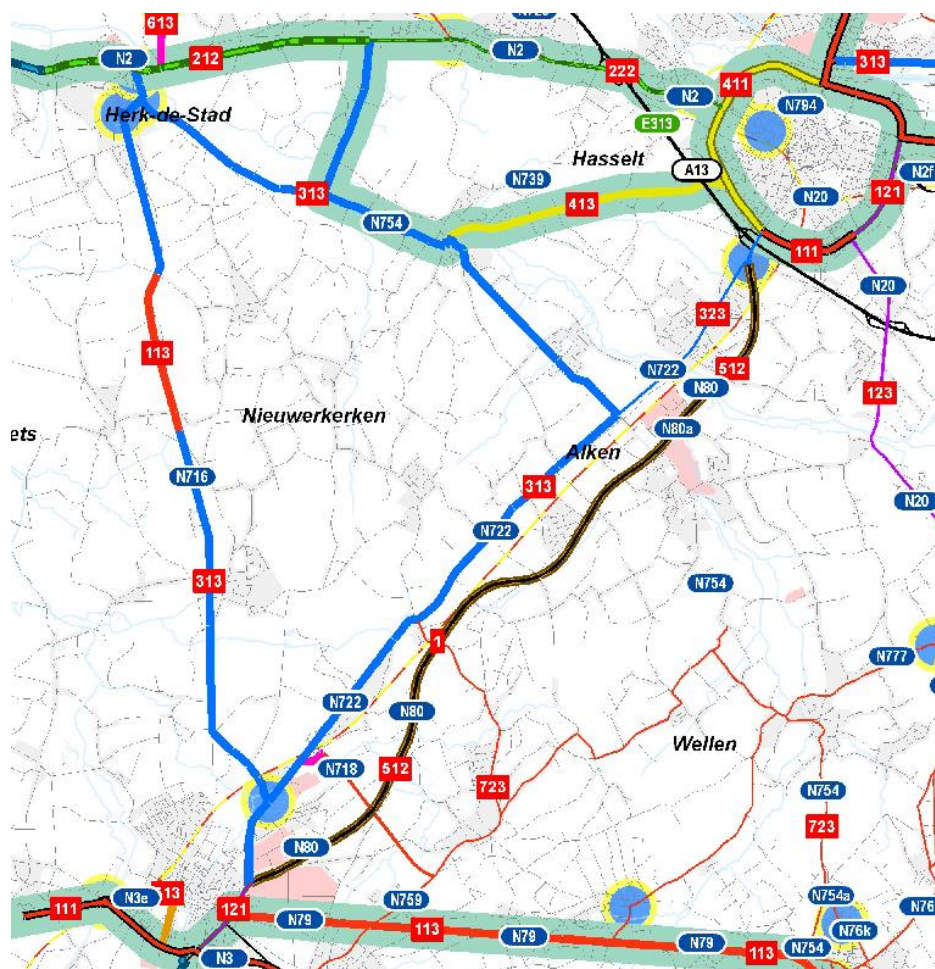 613
N2
212
N2
222
411
313
N2
N794
E313
Herk-de-Stad
Hasselt
A13
N2f
N739
121
313
413
N20
N754
111
N20
323
113
N722
512
N80
123
Nieuwerkerken
ets
N80a
Alken
N716
313
N20
N722
313
N754
1
N777
N722
N80
Wellen
N718
512
723
N754
723
N80
N3e
113
N759
N754a
N76
111
121
N79
113
N79
N79
113
N754
N76k
N3